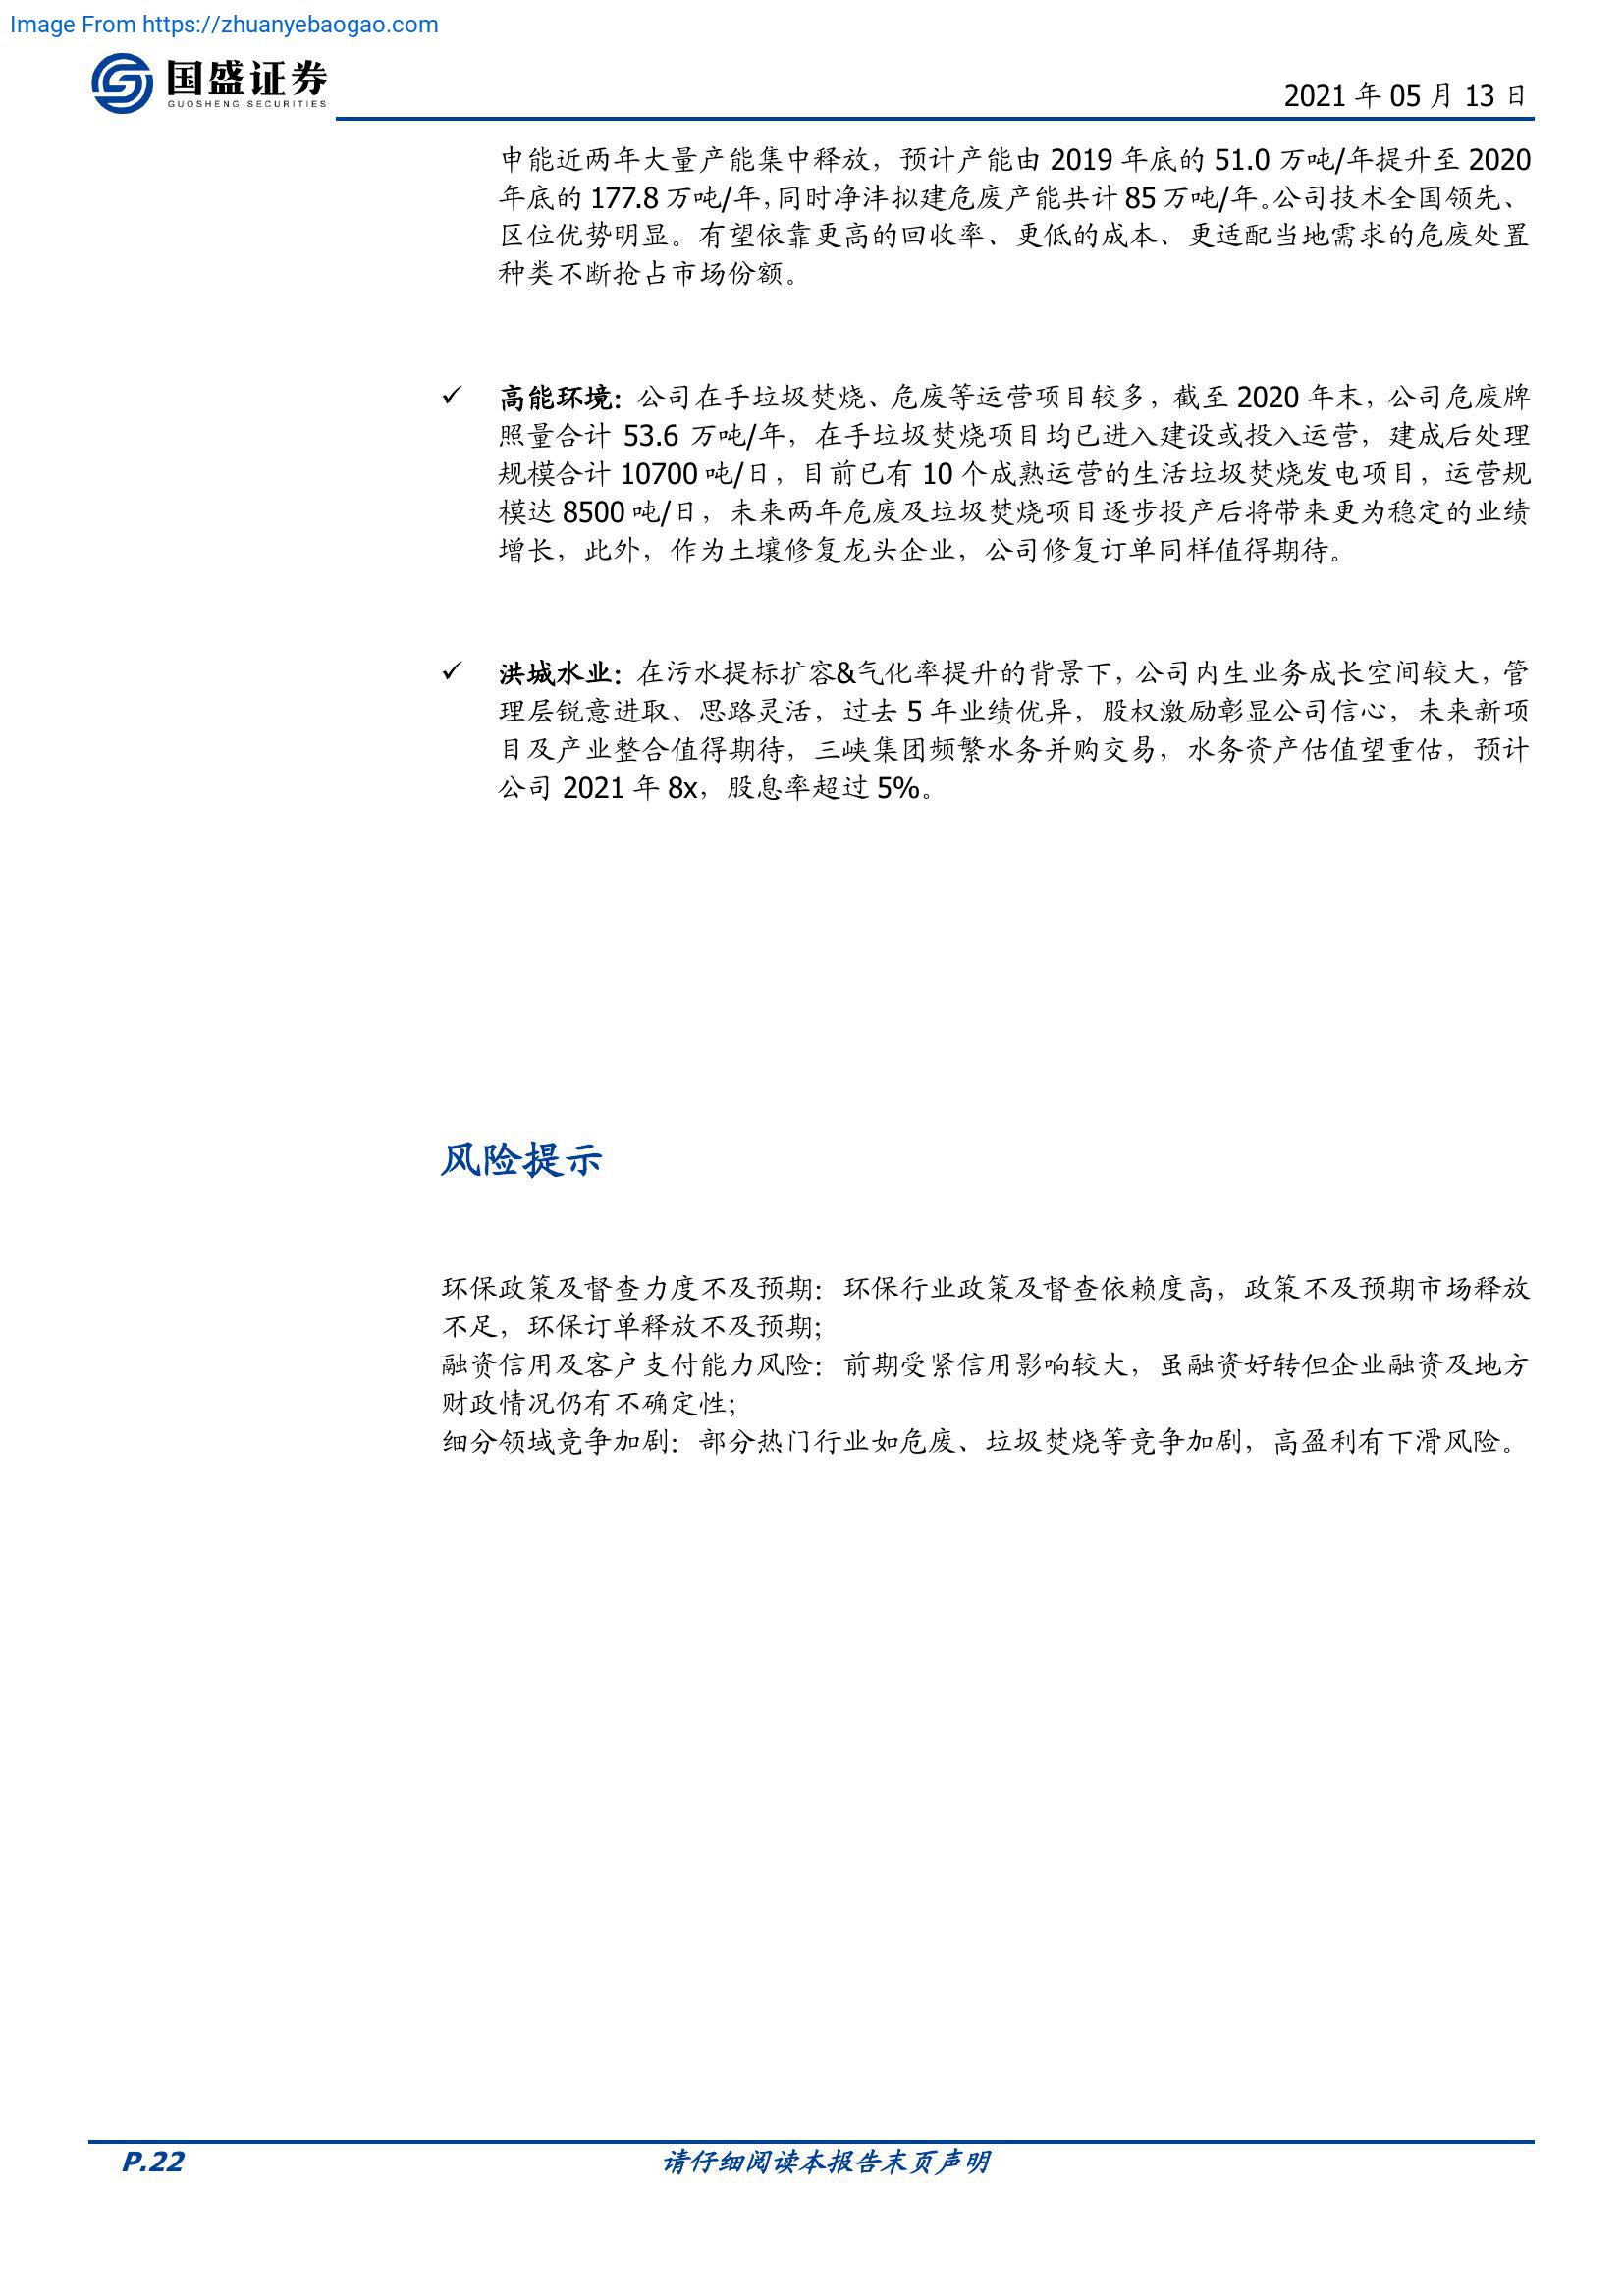 Image From https://zhuanyebaogao.com
国盛证券
GUOSHENG SECURITIES
2021 年 05 月 13 日
申能近两年大量产能集中释放，预计产能由 2019 年底的 51.0 万吨/年提升至 2020
年底的 177.8 万吨/年，同时净沣拟建危废产能共计 85 万吨/年。公司技术全国领先、
区位优势明显。有望依靠更高的回收率、更低的成本、更适配当地需求的危废处置
种类不断抢占市场份额。
✓ 高能环境：公司在手垃圾焚烧、危废等运营项目较多，截至 2020 年末，公司危废牌
照量合计 53.6 万吨/年，在手垃圾焚烧项目均已进入建设或投入运营，建成后处理
规模合计 10700 吨/日，目前已有 10 个成熟运营的生活垃圾焚烧发电项目，运营规
模达 8500 吨/日，未来两年危废及垃圾焚烧项目逐步投产后将带来更为稳定的业绩
增长，此外，作为土壤修复龙头企业，公司修复订单同样值得期待。
✓ 洪城水业：在污水提标扩容&气化率提升的背景下，公司内生业务成长空间较大，管
理层锐意进取、思路灵活，过去 5 年业绩优异，股权激励彰显公司信心，未来新项
目及产业整合值得期待，三峡集团频繁水务并购交易，水务资产估值望重估，预计
公司 2021 年 8x，股息率超过 5%。
风险提示
环保政策及督查力度不及预期：环保行业政策及督查依赖度高，政策不及预期市场释放
不足，环保订单释放不及预期；
融资信用及客户支付能力风险：前期受紧信用影响较大，虽融资好转但企业融资及地方
财政情况仍有不确定性；
细分领域竞争加剧：部分热门行业如危废、垃圾焚烧等竞争加剧，高盈利有下滑风险。
P.22
请仔细阅读本报告末页声明